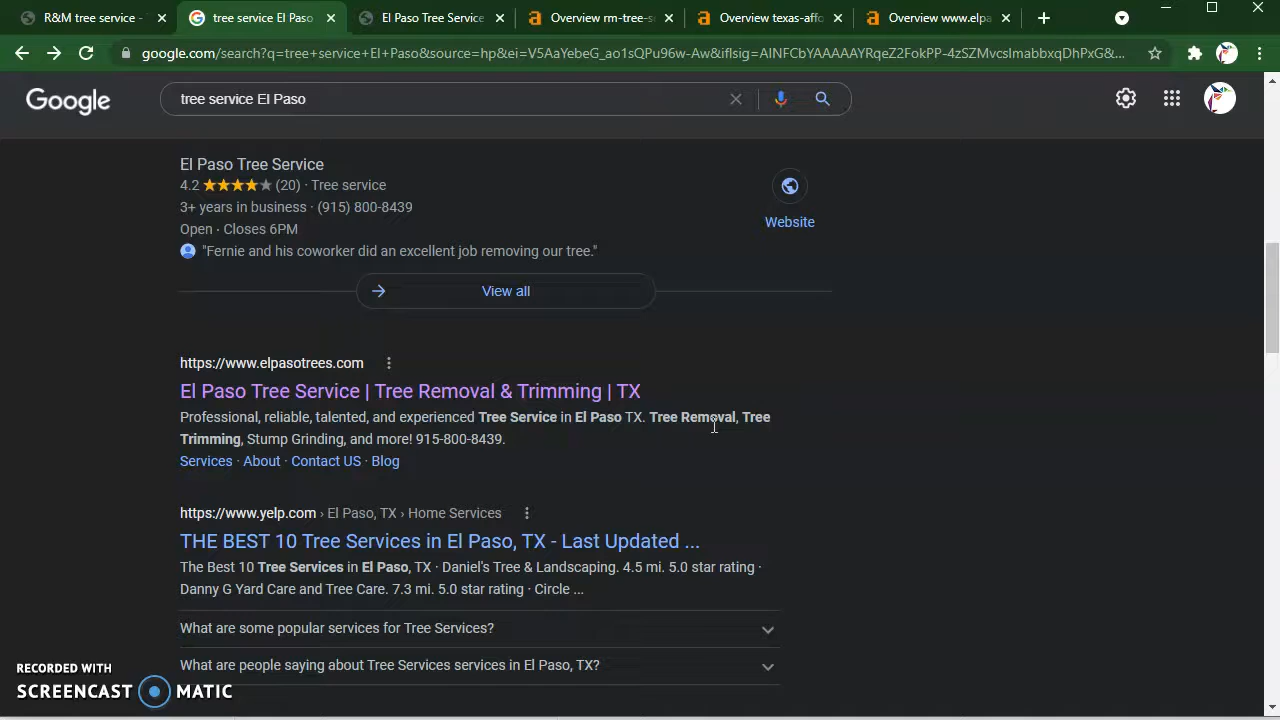 R&M tree service -
tree service El Paso
El Paso Tree Service
Overview rm-tree-s
Overview texas-affo
Overview www.elpa
google.com/search?q=tree+service+El+Paso&source=hp&ei=V5AaYebeG_ao1sQPu96w-Aw&iflsig=AINFCbYAAAAAYRqeZ2FokPP-4zSZMvcsImabbxqDhPxG&...
Google
tree service El Paso
El Paso Tree Service
4.2 (20) · Tree service
3+ years in business · (915) 800-8439
Open · Closes 6PM
"Fernie and his coworker did an excellent job removing our tree."
Website
View all
https://www.elpasotrees.com
El Paso Tree Service | Tree Removal & Trimming | TX
Professional, reliable, talented, and experienced Tree Service in El Paso TX. Tree Removal, Tree
Trimming, Stump Grinding, and more! 915-800-8439.
Services · About · Contact US · Blog
https://www.yelp.com › El Paso, TX › Home Services
THE BEST 10 Tree Services in El Paso, TX - Last Updated ...
The Best 10 Tree Services in El Paso, TX · Daniel's Tree & Landscaping. 4.5 mi. 5.0 star rating ·
Danny G Yard Care and Tree Care. 7.3 mi. 5.0 star rating · Circle ...
What are some popular services for Tree Services?
What are people saying about Tree Services services in El Paso, TX?
RECORDED WITH
SCREENCAST MATIC